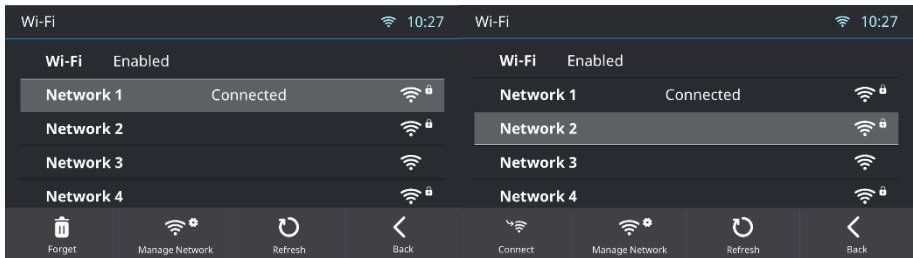 Wi-Fi 10:27
Wi-Fi Enabled
Network 1 Connected
Network 2
Network 3
Network 4
Forget Manage Network Refresh Back
Wi-Fi 10:27
Wi-Fi Enabled
Network 1 Connected
Network 2
Network 3
Network 4
Connect Manage Network Refresh Back